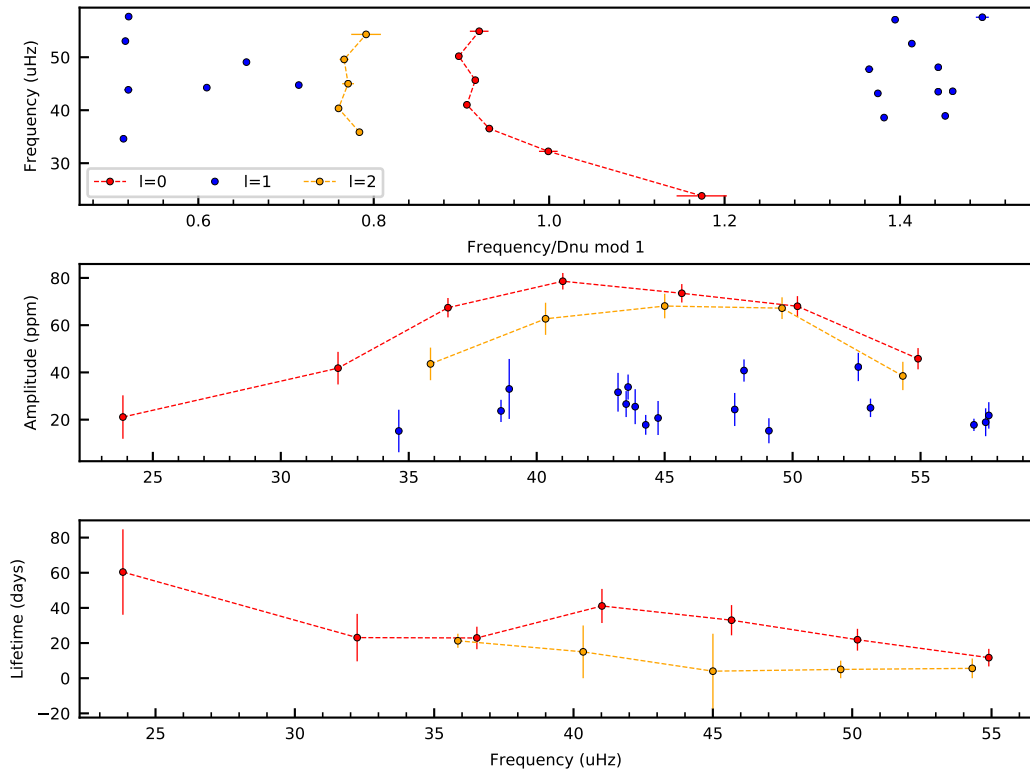 Frequency (uHz)
50
40
30
l=0 l=1 l=2
0.6 0.8 1.0 1.2 1.4
Frequency/Dnu mod 1
Amplitude (ppm)
80
60
40
20
25 30 35 40 45 50 55
Lifetime (days)
80
60
40
20
0
−20
25 30 35 40 45 50 55
Frequency (uHz)